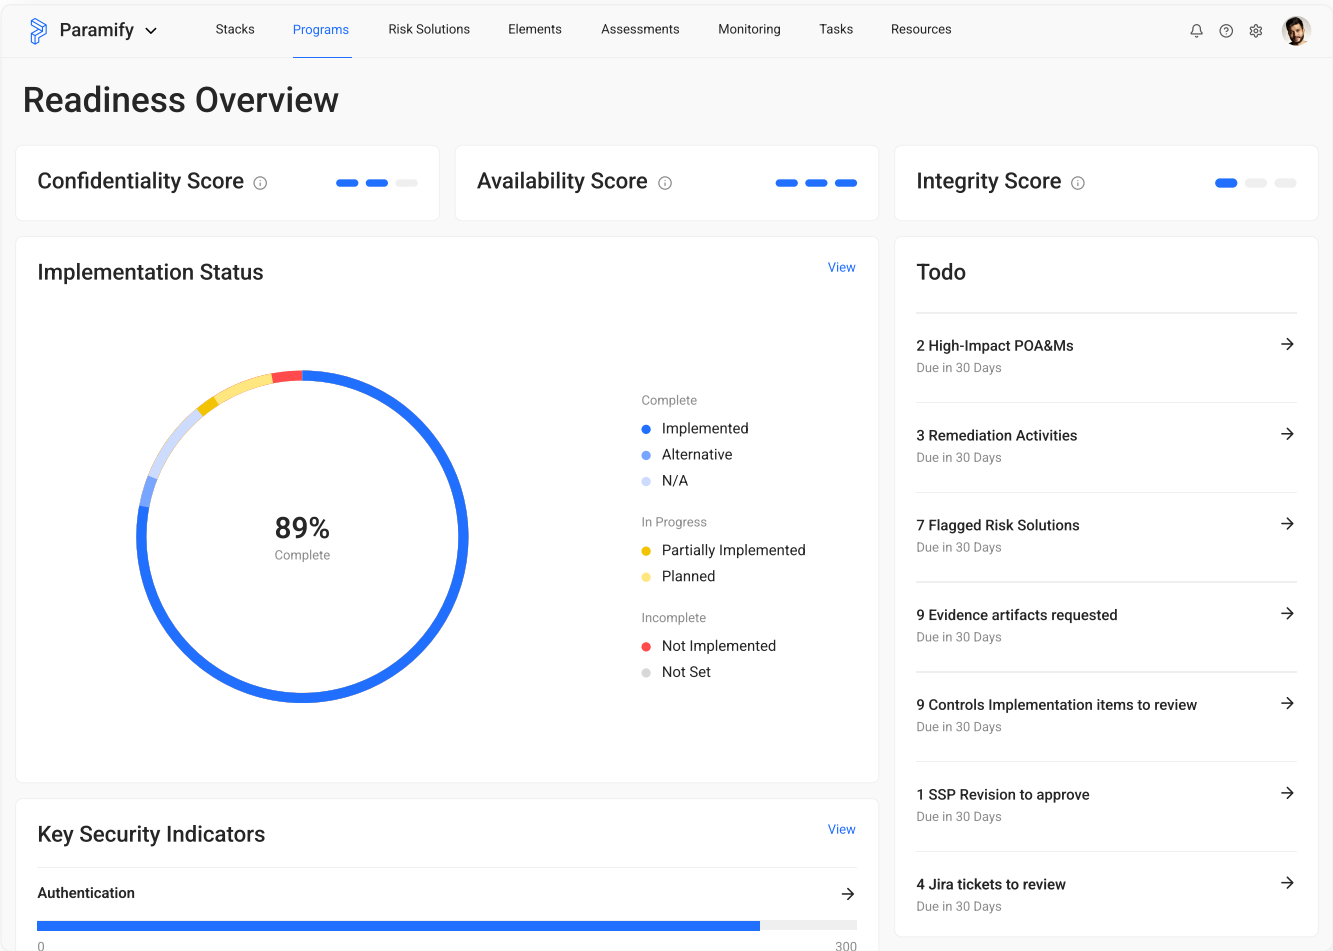 Paramify
Stacks
Programs
Risk Solutions
Elements
Assessments
Monitoring
Tasks
Resources
Readiness Overview
Confidentiality Score
Availability Score
Integrity Score
Implementation Status
View
89%
Complete
Complete
Implemented
Alternative
N/A
In Progress
Partially Implemented
Planned
Incomplete
Not Implemented
Not Set
Todo
2 High-Impact POA&Ms
Due in 30 Days
3 Remediation Activities
Due in 30 Days
7 Flagged Risk Solutions
Due in 30 Days
9 Evidence artifacts requested
Due in 30 Days
9 Controls Implementation items to review
Due in 30 Days
1 SSP Revision to approve
Due in 30 Days
4 Jira tickets to review
Due in 30 Days
Key Security Indicators
View
Authentication
0
300